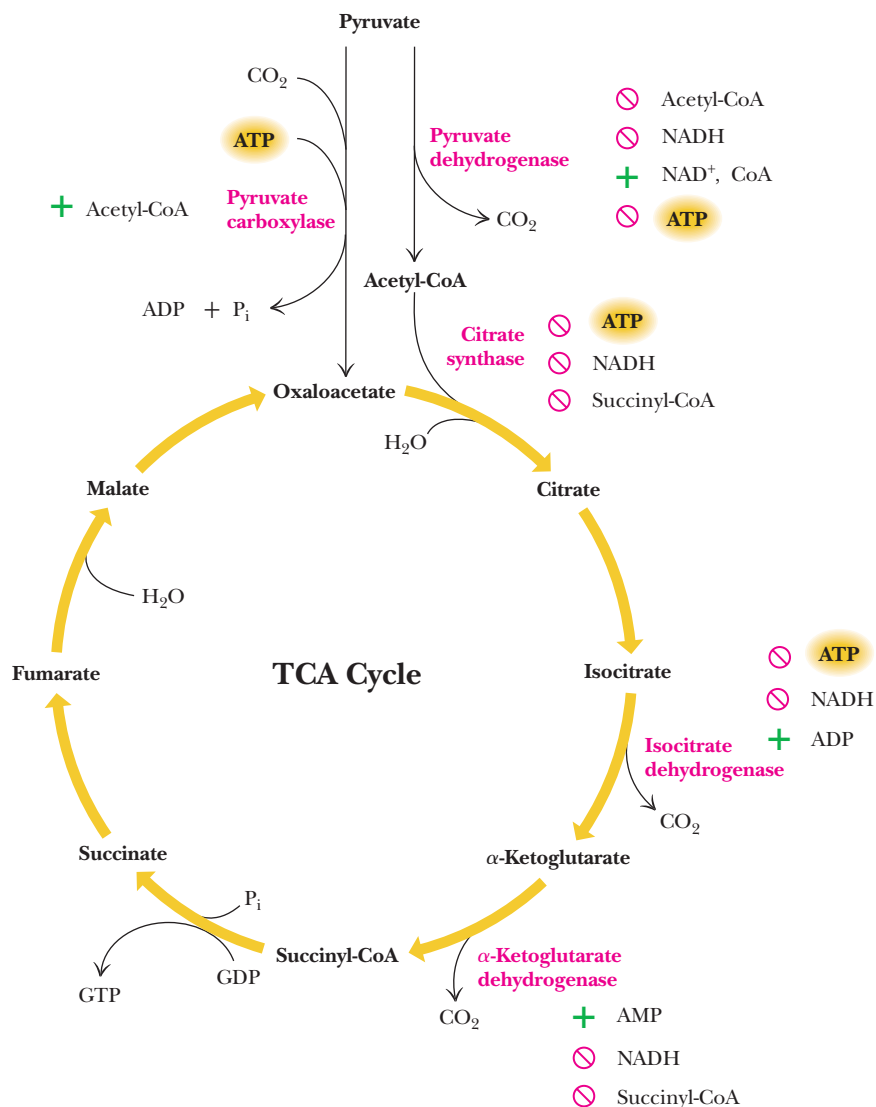 Pyruvate
CO₂
ATP
Pyruvate
carboxylase
+ Acetyl-CoA
ADP + Pᵢ
Pyruvate
dehydrogenase
CO₂
Acetyl-CoA
NADH
+ NAD⁺, CoA
ATP
Acetyl-CoA
Citrate
synthase
ATP
NADH
Succinyl-CoA
Oxaloacetate
H₂O
Citrate
Malate
H₂O
Fumarate
TCA Cycle
Isocitrate
ATP
NADH
+ ADP
Isocitrate
dehydrogenase
CO₂
α-Ketoglutarate
Succinate
Pᵢ
GDP
GTP
Succinyl-CoA
α-Ketoglutarate
dehydrogenase
CO₂
+ AMP
NADH
Succinyl-CoA